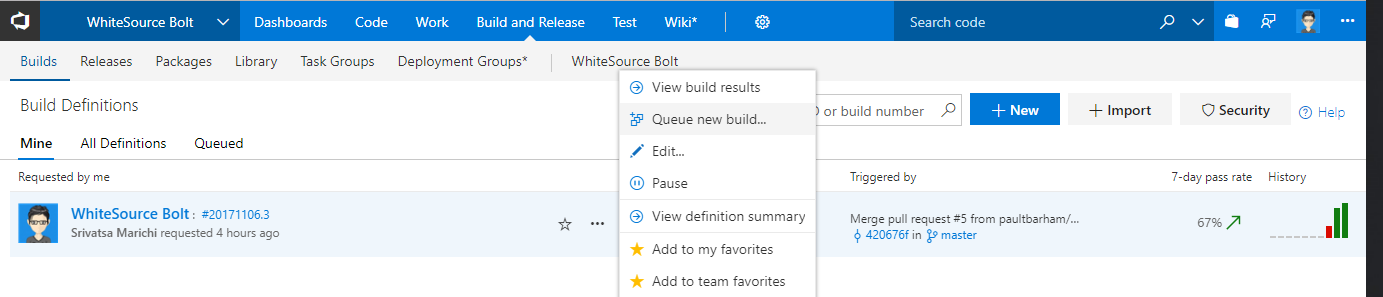 WhiteSource Bolt Dashboards Code Work Build and Release Test Wiki* Search code
Builds Releases Packages Library Task Groups Deployment Groups* WhiteSource Bolt
Build Definitions
or build number
New
Import
Security
Help
Mine All Definitions Queued
Requested by me
Triggered by
7-day pass rate
History
WhiteSource Bolt : #20171106.3
Srivatsa Marichi requested 4 hours ago
Merge pull request #5 from paultbarham/...
420676f in master
67%
View build results
Queue new build...
Edit...
Pause
View definition summary
Add to my favorites
Add to team favorites